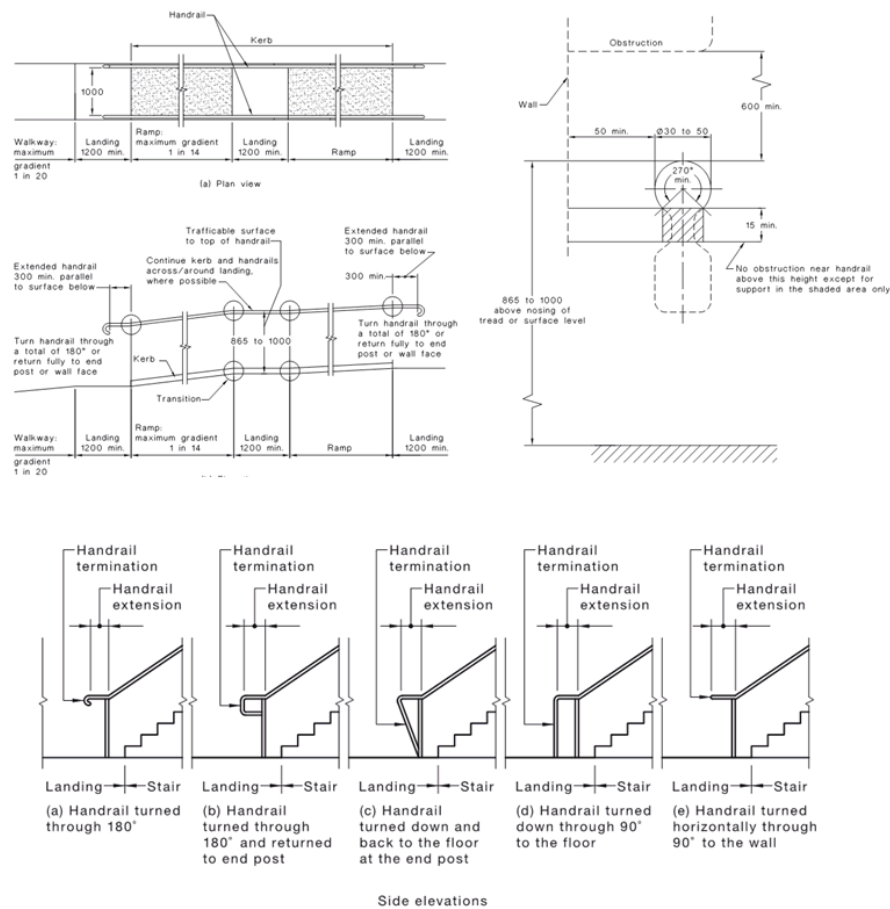 Handrail
Kerb
1000
Walkway:
maximum
gradient
1 in 20
Landing
1200 min.
Ramp:
maximum gradient
1 in 14
Landing
1200 min.
Ramp
Landing
1200 min.
(a) Plan view
Trafficable surface
to top of handrail
Extended handrail
300 min. parallel
to surface below
Continue kerb and handrails
across/around landing,
where possible
300 min.
Extended handrail
300 min. parallel
to surface below
Turn handrail through
a total of 180° or
return fully to end
post or wall face
865 to 1000
Turn handrail through
a total of 180° or
return fully to end
post or wall face
Kerb
Transition
Walkway:
maximum
gradient
1 in 20
Landing
1200 min.
Ramp:
maximum gradient
1 in 14
Landing
1200 min.
Ramp
Landing
1200 min.
Obstruction
Wall
600 min.
50 min.
Ø30 to 50
270°
min.
15 min.
No obstruction near handrail
above this height except for
support in the shaded area only
865 to 1000
above nosing of
tread or surface level
Handrail
termination
Handrail
extension
Landing
Stair
(a) Handrail turned
through 180°
Handrail
termination
Handrail
extension
Landing
Stair
(b) Handrail
turned through
180° and returned
to end post
Handrail
termination
Handrail
extension
Landing
Stair
(c) Handrail
turned down and
back to the floor
at the end post
Handrail
termination
Handrail
extension
Landing
Stair
(d) Handrail turned
down through 90°
to the floor
Handrail
termination
Handrail
extension
Landing
Stair
(e) Handrail turned
horizontally through
90° to the wall
Side elevations